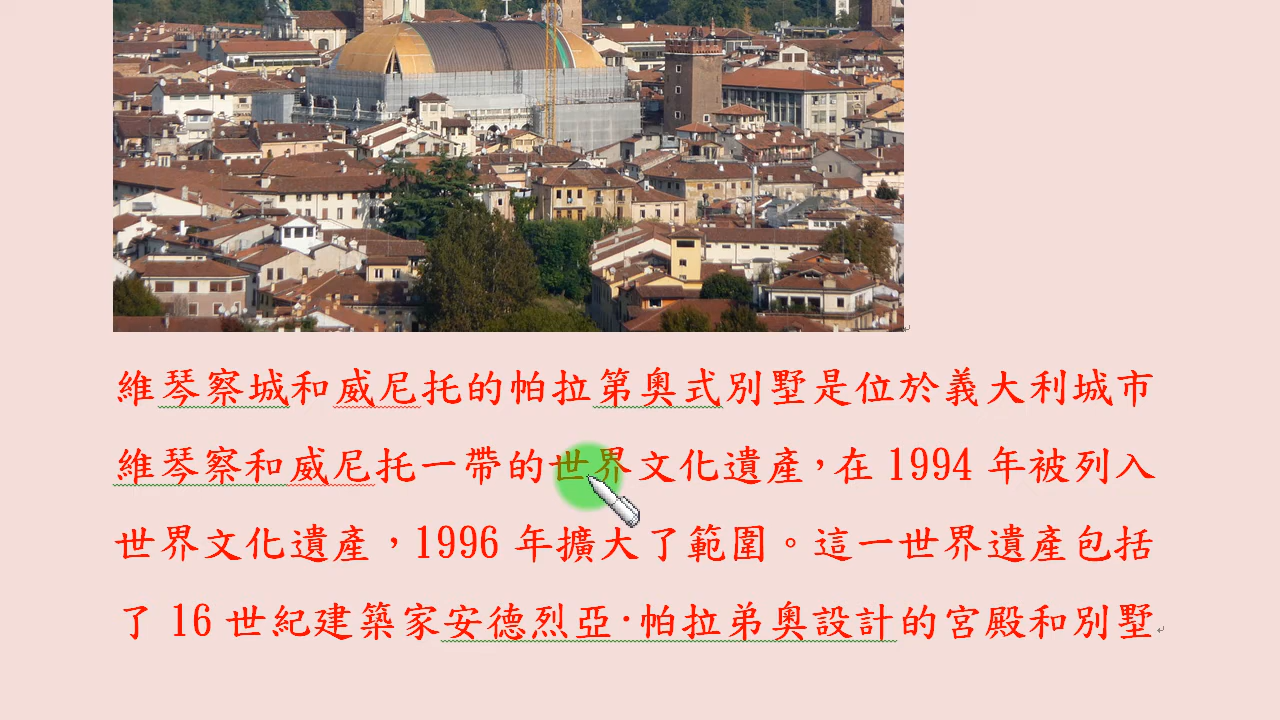 維琴察城和威尼托的帕拉第奧式別墅是位於義大利城市
維琴察和威尼托一帶的世界文化遺產，在 1994 年被列入
世界文化遺產，1996 年擴大了範圍。這一世界遺產包括
了 16 世紀建築家安德烈亞·帕拉弟奧設計的宮殿和別墅